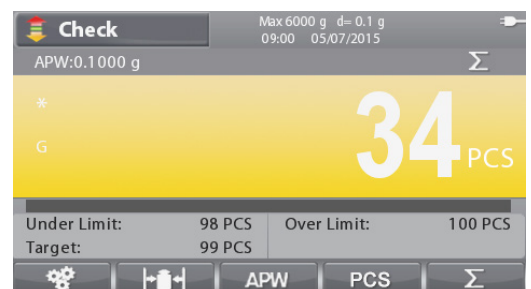 Check
Max 6000 g d= 0.1 g
09:00 05/07/2015
APW:0.1000 g
Σ
*
G
34 PCS
Under Limit: 98 PCS Over Limit: 100 PCS
Target: 99 PCS
APW PCS Σ